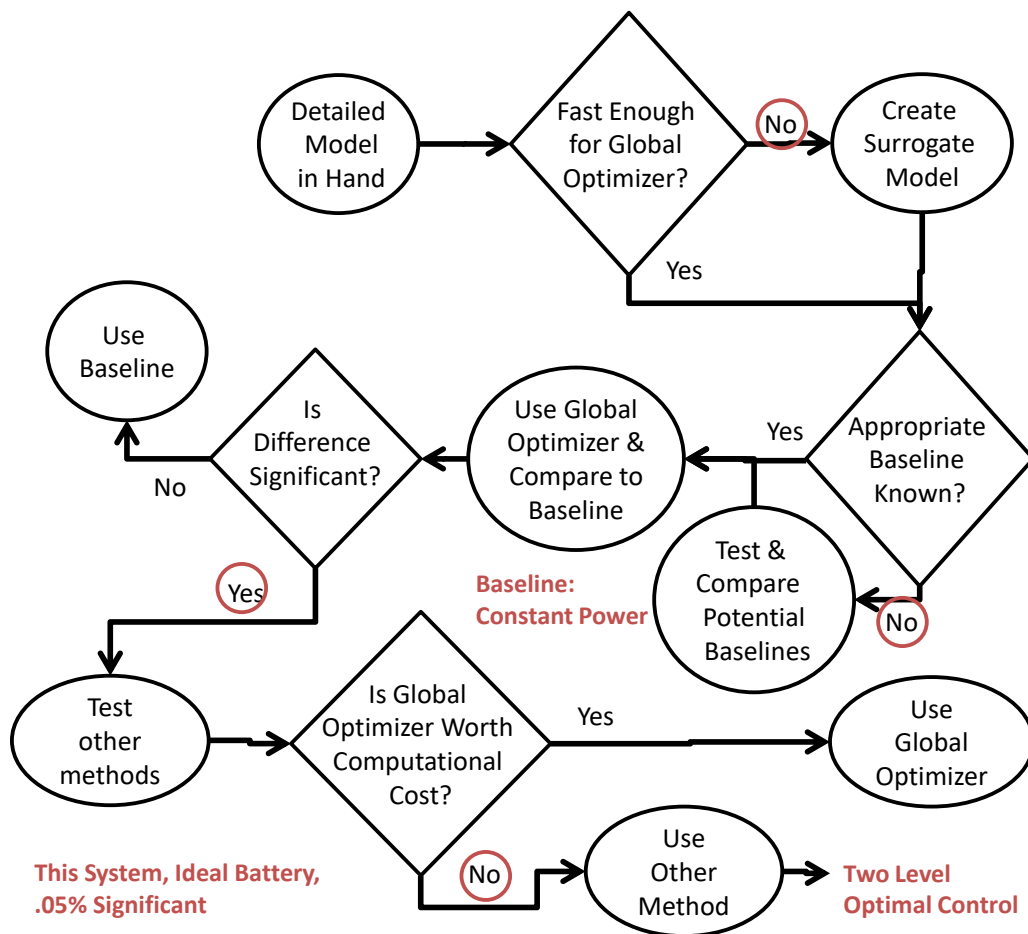 Detailed
Model
in Hand
Fast Enough
for Global
Optimizer?
No
Create
Surrogate
Model
Yes
Use
Baseline
Is
Difference
Significant?
No
Use Global
Optimizer &
Compare to
Baseline
Yes
Appropriate
Baseline
Known?
Yes
Baseline:
Constant Power
Test &
Compare
Potential
Baselines
No
Test
other
methods
Is Global
Optimizer Worth
Computational
Cost?
Yes
Use
Global
Optimizer
This System, Ideal Battery,
.05% Significant
No
Use
Other
Method
Two Level
Optimal Control